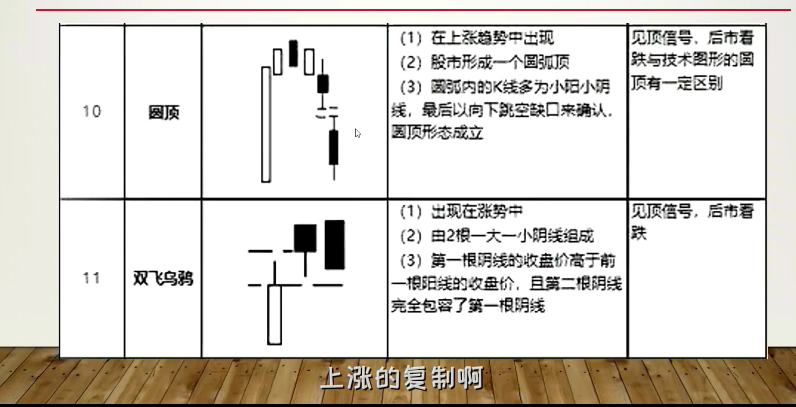 10
圆顶
（1）在上涨趋势中出现
（2）股市形成一个圆弧顶
（3）圆弧内的K线多为小阳小阴
线，最后以向下跳空缺口来确认，
圆顶形态成立
见顶信号，后市看
跌与技术图形的圆
顶有一定区别
11
双飞乌鸦
（1）出现在涨势中
（2）由2根一大一小阴线组成
（3）第一根阴线的收盘价高于前
一根阳线的收盘价，且第二根阴线
完全包容了第一根阴线
见顶信号，后市看
跌
上涨的复制啊